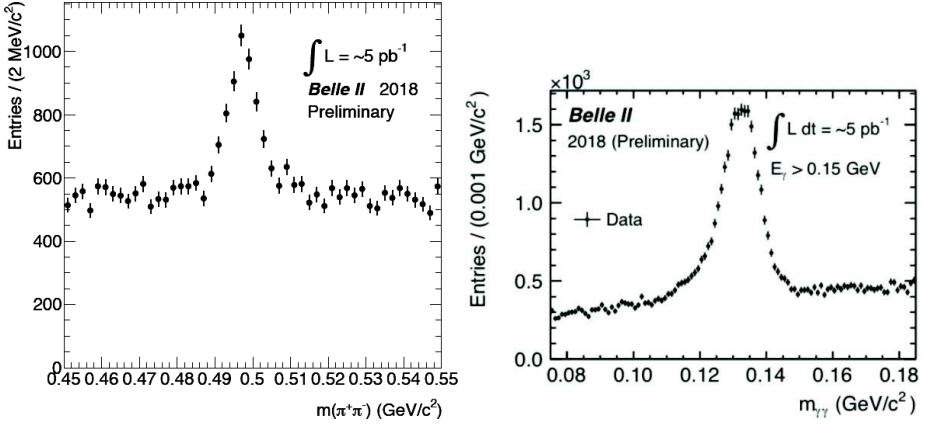 Entries / (2 MeV/c²)
1000
800
600
400
200
0
∫ L = ~5 pb⁻¹
Belle II 2018
Preliminary
0.45 0.46 0.47 0.48 0.49 0.5 0.51 0.52 0.53 0.54 0.55
m(π⁺π⁻) (GeV/c²)
×10³
Entries / (0.001 GeV/c²)
1.5
1.0
0.5
0.0
Belle II
2018 (Preliminary)
∫ L dt = ~5 pb⁻¹
Eγ > 0.15 GeV
Data
0.08 0.10 0.12 0.14 0.16 0.18
mγγ (GeV/c²)